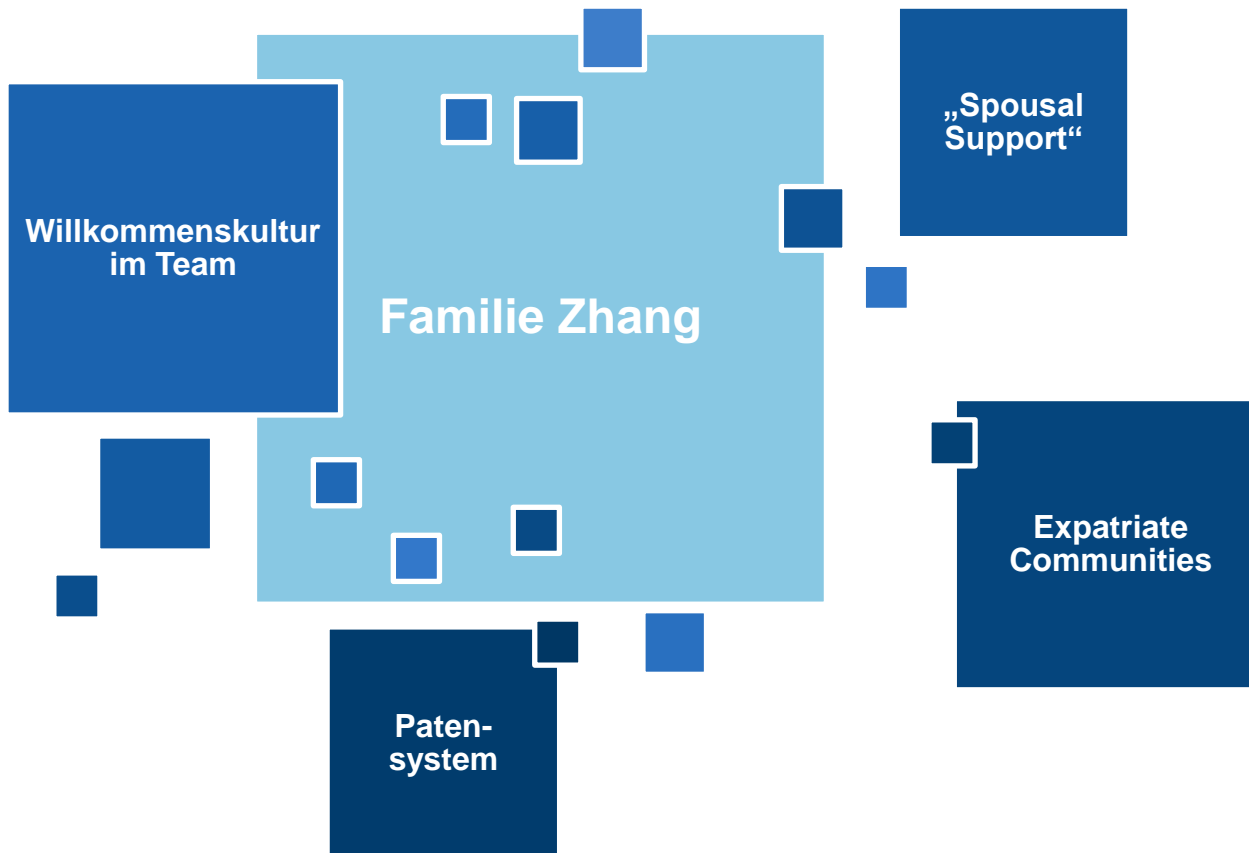 „Spousal
Support“
Willkommenskultur
im Team
Familie Zhang
Expatriate
Communities
Paten-
system